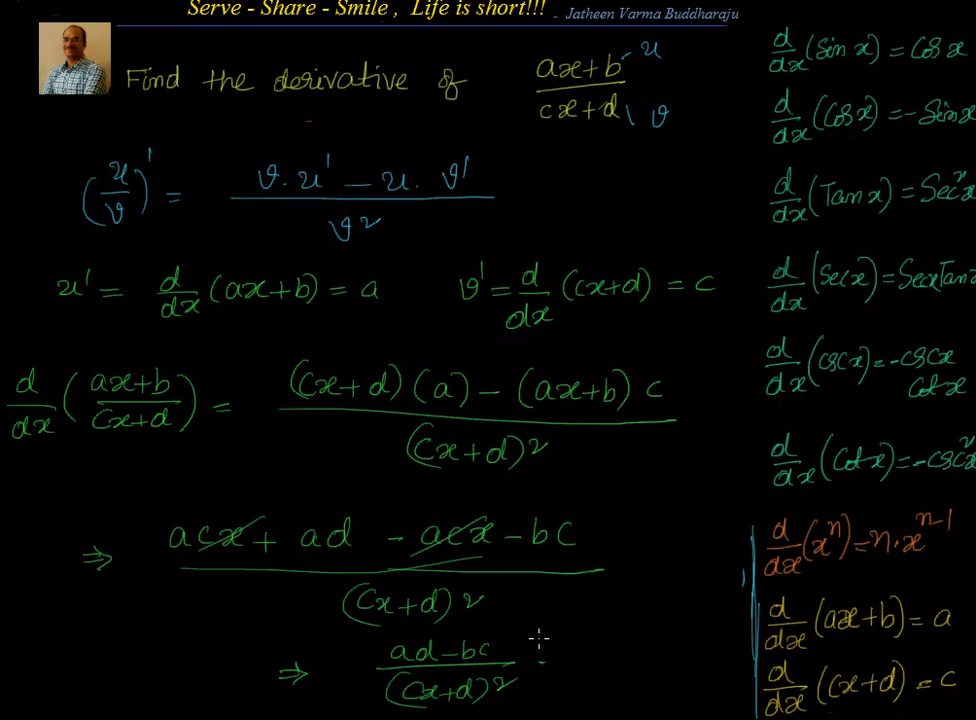 Serve - Share - Smile , Life is short!!! - Jatheen Varma Buddharaju
Find the derivative of (ax+b)/(cx+d) u v
(u/v)' = (v.u' - u.v')/v²
u' = d/dx (ax+b) = a v' = d/dx (cx+d) = c
d/dx ((ax+b)/(cx+d)) = ((cx+d)(a) - (ax+b)c)/(cx+d)²
⇒ (acx + ad - acx - bc)/(cx+d)²
⇒ (ad-bc)/(cx+d)²
d/dx (Sin x) = Cos x
d/dx (Cos x) = -Sin x
d/dx (Tan x) = Sec²x
d/dx (Sec x) = Secx Tan
d/dx (CSCx) = -CSCx
Cot x
d/dx (Cot x) = -CSC²x
d/dx (xⁿ) = n.xⁿ⁻¹
d/dx (ax+b) = a
d/dx (cx+d) = c